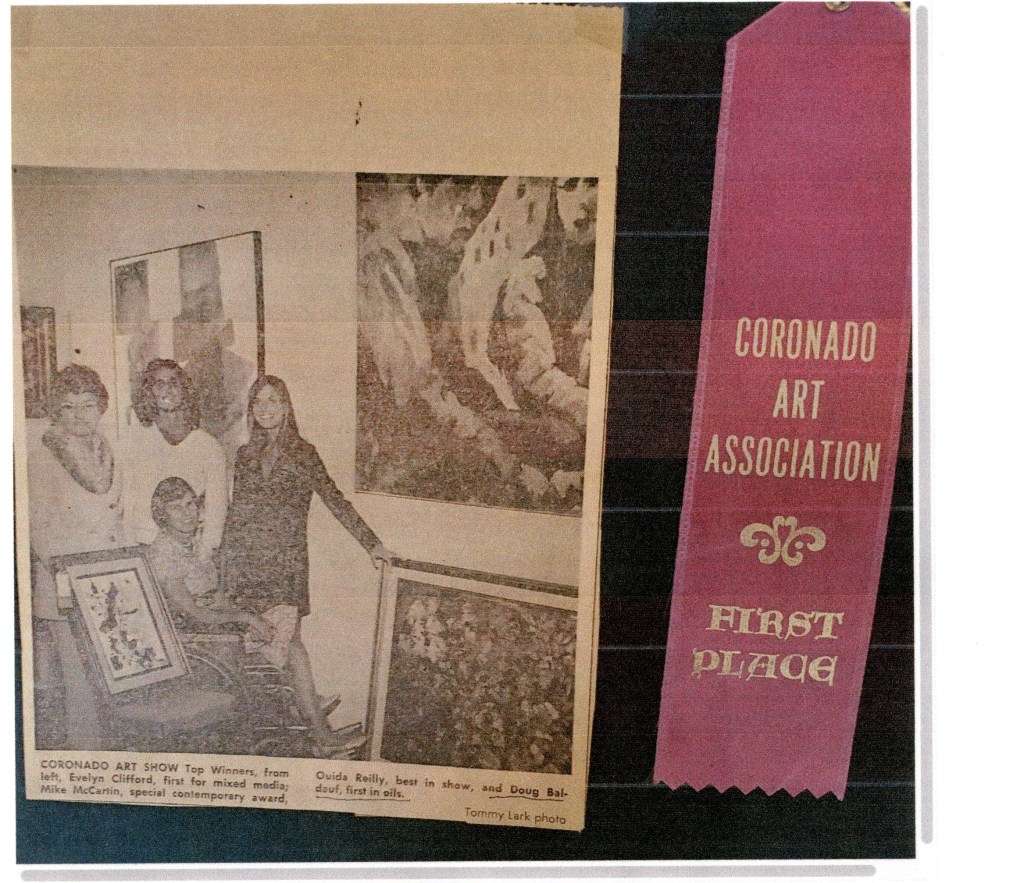 CORONADO ART SHOW Top Winners, from
left, Evelyn Clifford, first for mixed media;
Mike McCartin, special contemporary award,
Ouida Reilly, best in show, and Doug Bal-
dauf, first in oils.
Tommy Lark photo
CORONADO
ART
ASSOCIATION
FIRST
PLACE